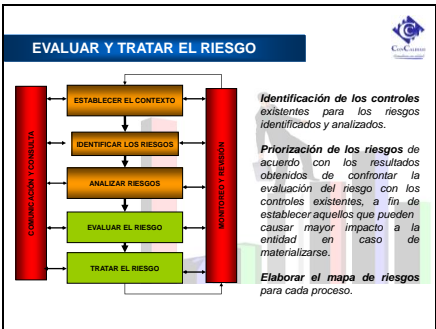 EVALUAR Y TRATAR EL RIESGO
ESTABLECER EL CONTEXTO
IDENTIFICAR LOS RIESGOS
ANALIZAR RIESGOS
EVALUAR EL RIESGO
TRATAR EL RIESGO
COMUNICACIÓN Y CONSULTA
MONITOREO Y REVISIÓN
Identificación de los controles
existentes para los riesgos
identificados y analizados.
Priorización de los riesgos de
acuerdo con los resultados
obtenidos de confrontar la
evaluación del riesgo con los
controles existentes, a fin de
establecer aquellos que pueden
causar mayor impacto a la
entidad en caso de
materializarse.
Elaborar el mapa de riesgos
para cada proceso.